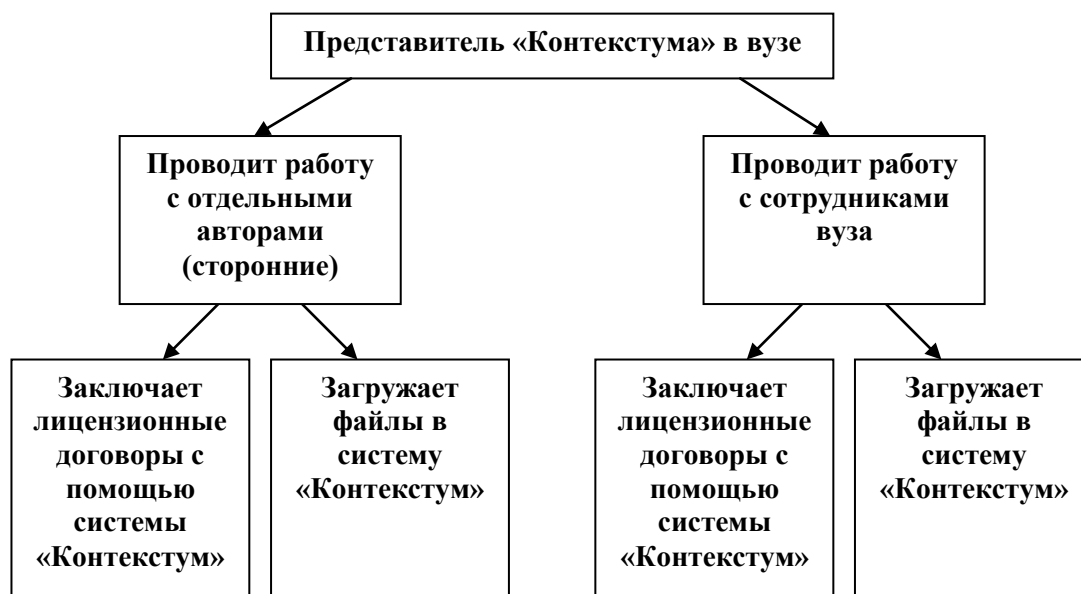 Представитель «Контекстума» в вузе
Проводит работу
с отдельными
авторами
(сторонние)
Проводит работу
с сотрудниками
вуза
Заключает
лицензионные
договоры с
помощью
системы
«Контекстум»
Загружает
файлы в
систему
«Контекстум»
Заключает
лицензионные
договоры с
помощью
системы
«Контекстум»
Загружает
файлы в
систему
«Контекстум»